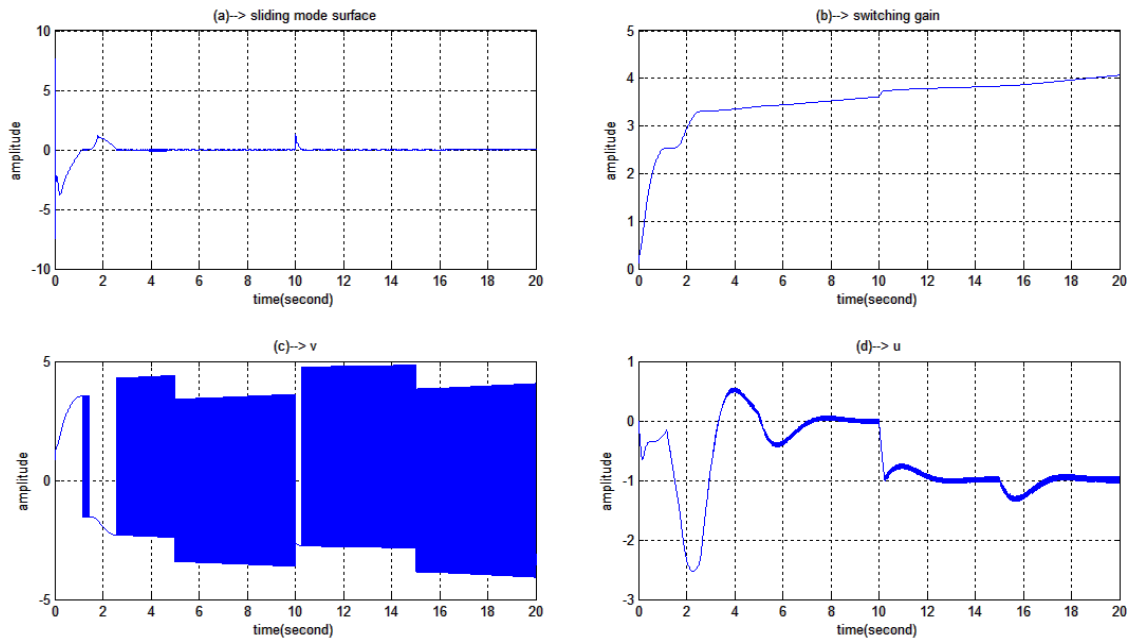 (a)--> sliding mode surface
10
5
0
-5
-10
amplitude
0 2 4 6 8 10 12 14 16 18 20
time(second)
(b)--> switching gain
5
4
3
2
1
0
amplitude
0 2 4 6 8 10 12 14 16 18 20
time(second)
(c)--> v
5
0
-5
amplitude
0 2 4 6 8 10 12 14 16 18 20
time(second)
(d)--> u
1
0
-1
-2
-3
amplitude
0 2 4 6 8 10 12 14 16 18 20
time(second)